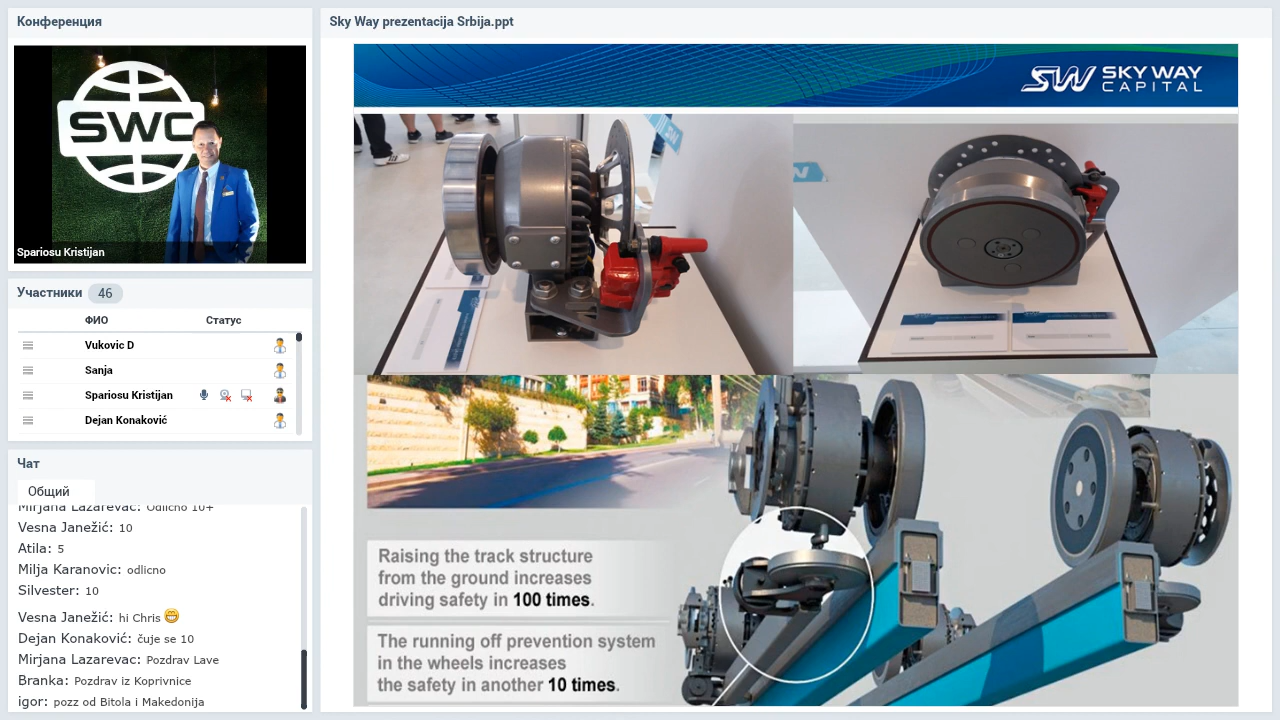 Конференция
SWC
Spariosu Kristijan
Участники 46
ФИО Статус
Vukovic D
Sanja
Spariosu Kristijan
Dejan Konaković
Чат
Общий
Mirjana Lazarevac: Odlicno 10+
Vesna Janežić: 10
Atila: 5
Milja Karanovic: odlicno
Silvester: 10
Vesna Janežić: hi Chris
Dejan Konaković: čuje se 10
Mirjana Lazarevac: Pozdrav Lave
Branka: Pozdrav iz Koprivnice
igor: pozz od Bitola i Makedonija
Sky Way prezentacija Srbija.ppt
SW SKY WAY
CAPITAL
Raising the track structure
from the ground increases
driving safety in 100 times.
The running off prevention system
in the wheels increases
the safety in another 10 times.